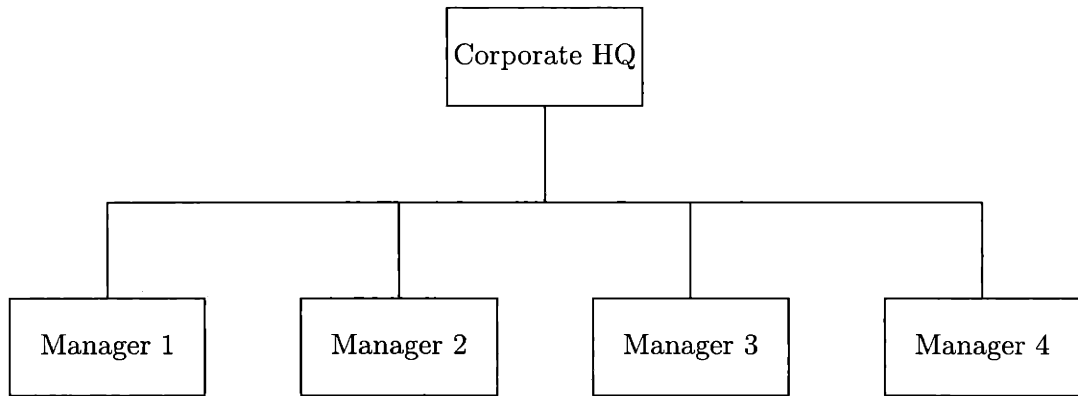 Corporate HQ
Manager 1
Manager 2
Manager 3
Manager 4